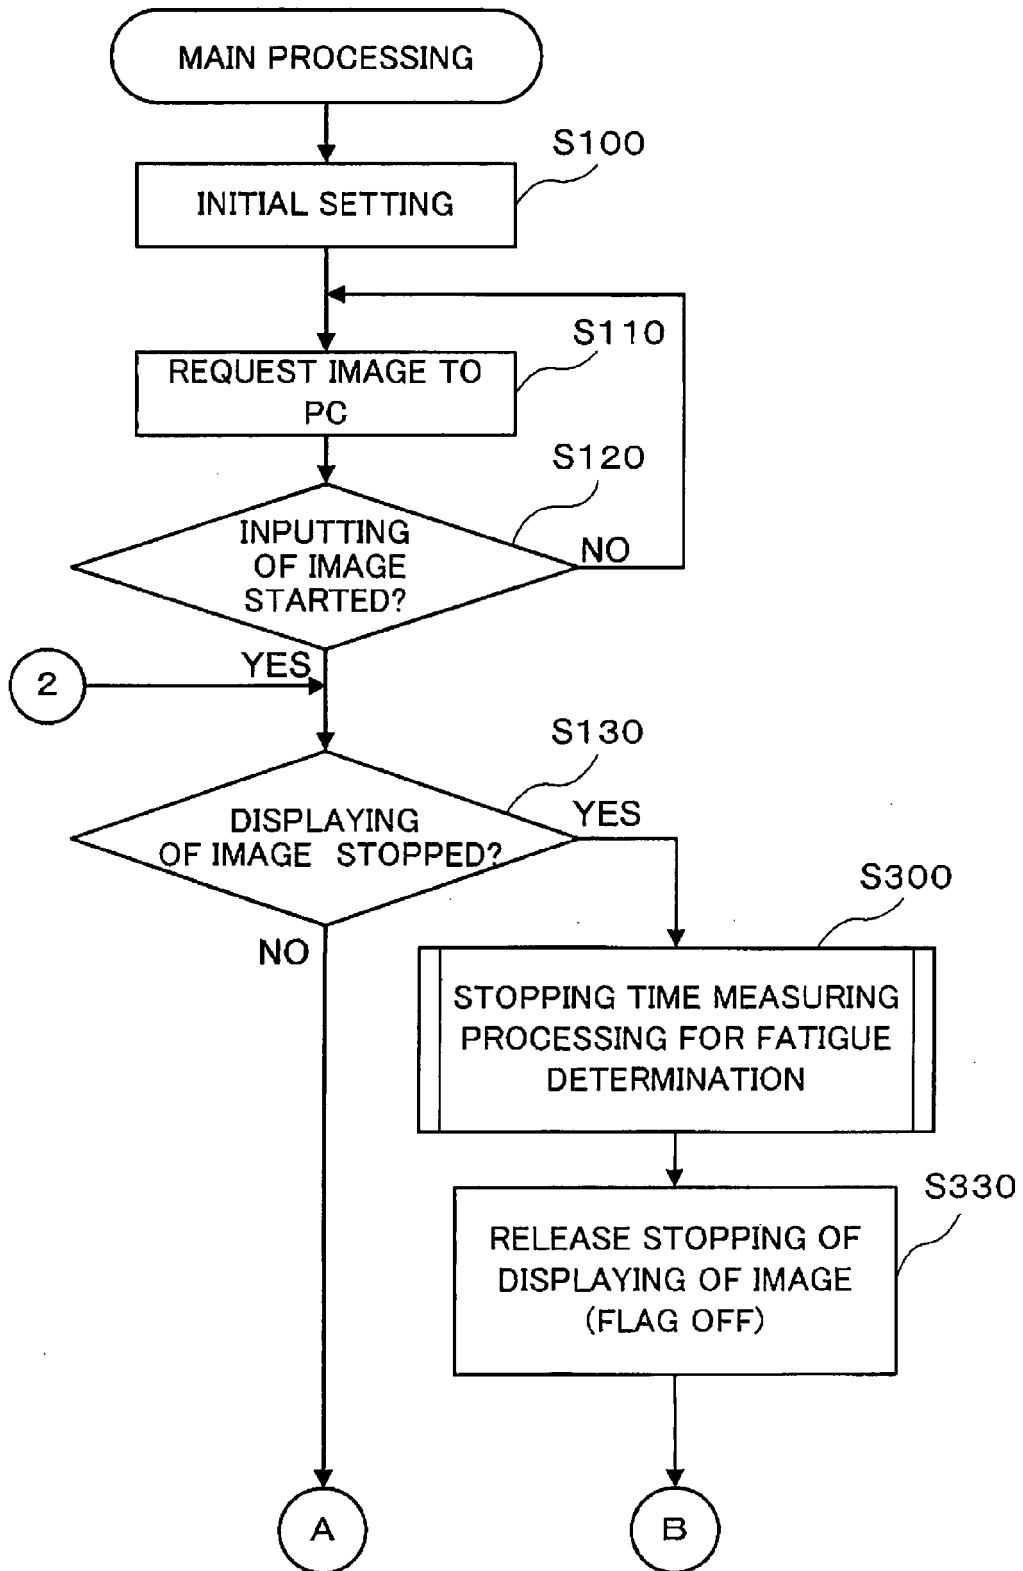 MAIN PROCESSING
S100
INITIAL SETTING
S110
REQUEST IMAGE TO
PC
S120
INPUTTING
OF IMAGE
STARTED?
NO
YES
2
S130
DISPLAYING
OF IMAGE STOPPED?
YES
NO
S300
STOPPING TIME MEASURING
PROCESSING FOR FATIGUE
DETERMINATION
S330
RELEASE STOPPING OF
DISPLAYING OF IMAGE
(FLAG OFF)
A
B